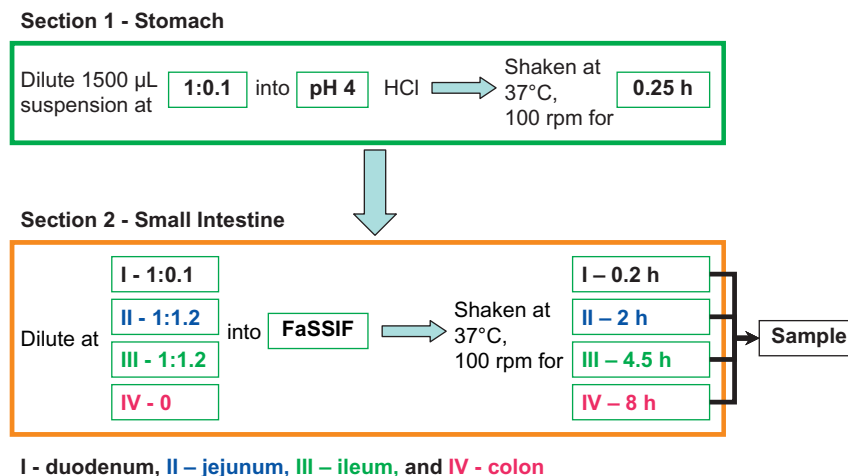 Section 1 - Stomach
Dilute 1500 µL
suspension at
1:0.1
into
pH 4
HCl
Shaken at
37°C,
100 rpm for
0.25 h
Section 2 - Small Intestine
Dilute at
I - 1:0.1
II - 1:1.2
III - 1:1.2
IV - 0
into
FaSSIF
Shaken at
37°C,
100 rpm for
I – 0.2 h
II – 2 h
III – 4.5 h
IV – 8 h
Sample
I - duodenum, II – jejunum, III – ileum, and IV - colon